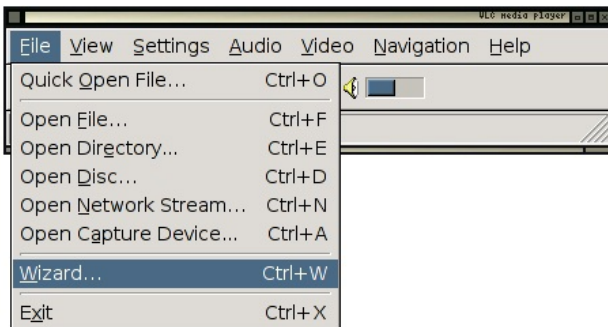 VLC media player
File View Settings Audio Video Navigation Help
Quick Open File... Ctrl+O
Open File... Ctrl+F
Open Directory... Ctrl+E
Open Disc... Ctrl+D
Open Network Stream... Ctrl+N
Open Capture Device... Ctrl+A
Wizard... Ctrl+W
Exit Ctrl+X